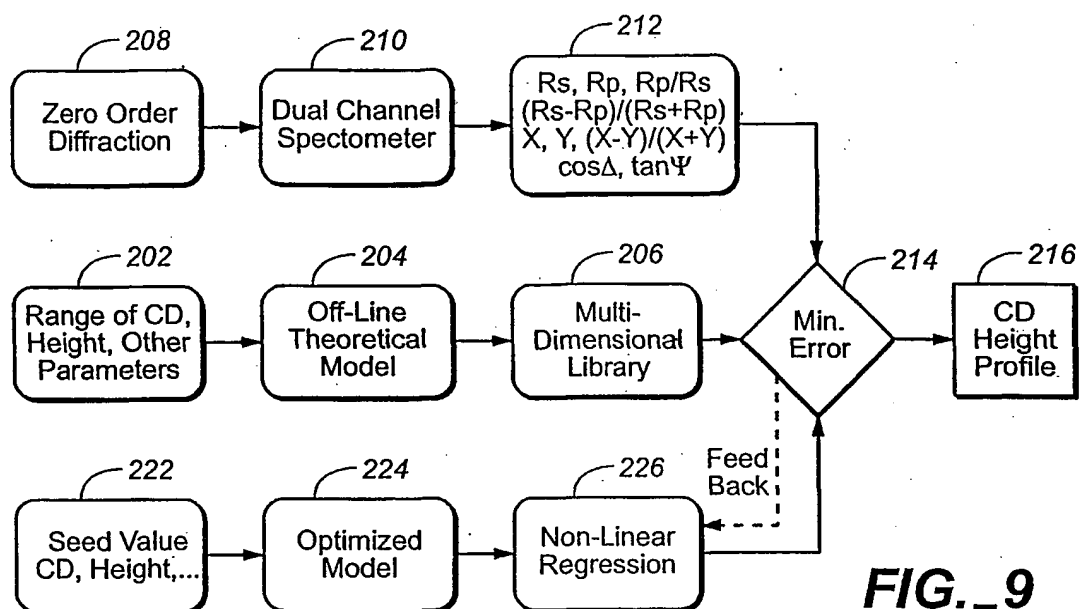 208
Zero Order
Diffraction
210
Dual Channel
Spectometer
212
Rs, Rp, Rp/Rs
(Rs-Rp)/(Rs+Rp)
X, Y, (X-Y)/(X+Y)
cosΔ, tanΨ
202
Range of CD,
Height, Other
Parameters
204
Off-Line
Theoretical
Model
206
Multi-
Dimensional
Library
214
Min.
Error
216
CD
Height
Profile
222
Seed Value
CD, Height,...
224
Optimized
Model
226
Non-Linear
Regression
Feed
Back
FIG._9